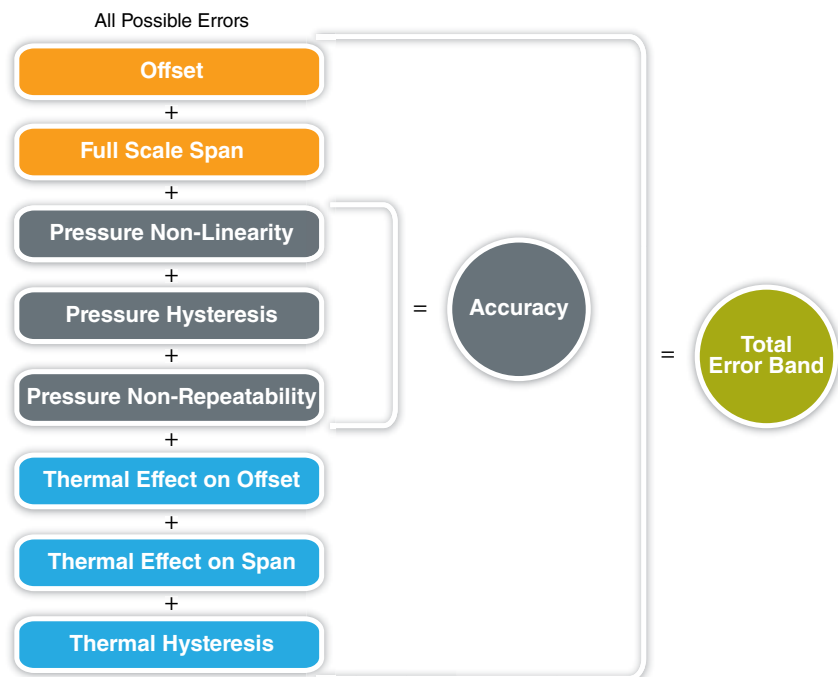 All Possible Errors
Offset
+
Full Scale Span
+
Pressure Non-Linearity
+
Pressure Hysteresis
+
Pressure Non-Repeatability
+
Thermal Effect on Offset
+
Thermal Effect on Span
+
Thermal Hysteresis
=
Accuracy
=
Total
Error Band